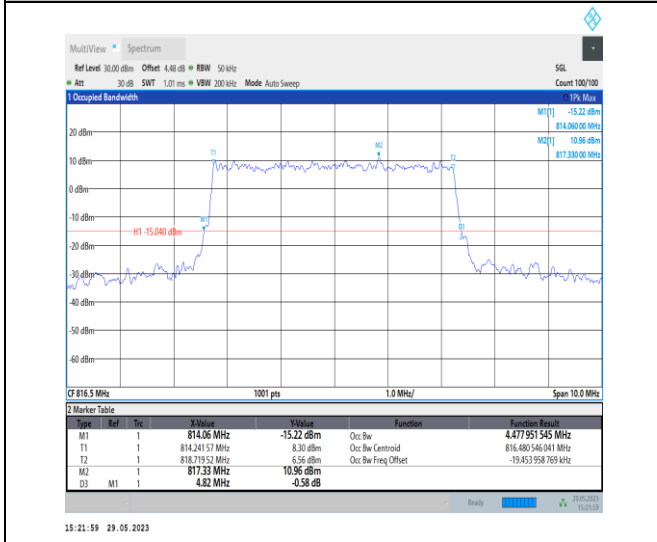 MultiView Spectrum
Ref Level 30.00 dBm Offset 4.48 dB RBW 50 kHz SGL
Att 30 dB SWT 1.01 ms VBW 200 kHz Mode Auto Sweep Count 100/100
1 Occupied Bandwidth 1Pk Max
M1[1] -15.22 dBm
814.060 00 MHz
20 dBm
M2[1] 10.96 dBm
817.330 00 MHz
M2
T1
T2
10 dBm
0 dBm
-10 dBm
M1
D3
H1 -15.040 dBm
-20 dBm
-30 dBm
-40 dBm
-50 dBm
-60 dBm
CF 816.5 MHz 1001 pts 1.0 MHz/ Span 10.0 MHz
2 Marker Table
Type Ref Trc X-Value Y-Value Function Function Result
M1 1 814.06 MHz -15.22 dBm Occ Bw 4.477 951 545 MHz
T1 1 814.241 57 MHz 8.30 dBm Occ Bw Centroid 816.480 546 041 MHz
T2 1 818.719 52 MHz 6.56 dBm Occ Bw Freq Offset -19.453 958 769 kHz
M2 1 817.33 MHz 10.96 dBm
D3 M1 1 4.82 MHz -0.58 dB
Ready 29.05.2023
15:21:59
15:21:59 29.05.2023